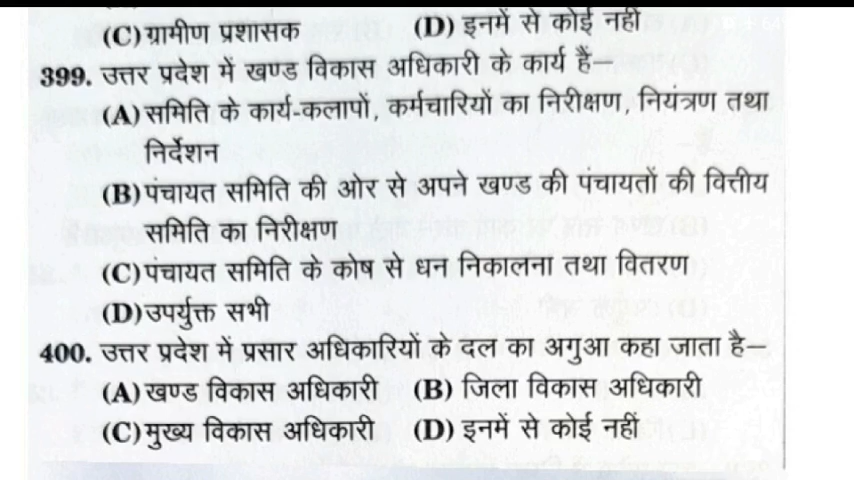 (C) ग्रामीण प्रशासक (D) इनमें से कोई नहीं
399. उत्तर प्रदेश में खण्ड विकास अधिकारी के कार्य हैं—
(A) समिति के कार्य-कलापों, कर्मचारियों का निरीक्षण, नियंत्रण तथा
निर्देशन
(B) पंचायत समिति की ओर से अपने खण्ड की पंचायतों की वित्तीय
समिति का निरीक्षण
(C) पंचायत समिति के कोष से धन निकालना तथा वितरण
(D) उपर्युक्त सभी
400. उत्तर प्रदेश में प्रसार अधिकारियों के दल का अगुआ कहा जाता है—
(A) खण्ड विकास अधिकारी (B) जिला विकास अधिकारी
(C) मुख्य विकास अधिकारी (D) इनमें से कोई नहीं